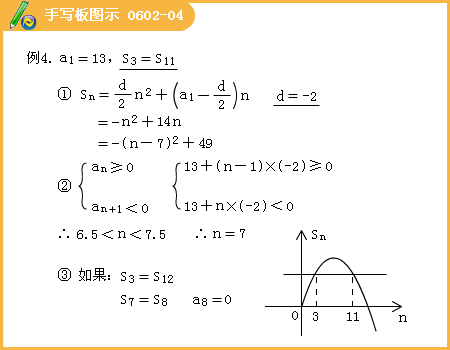 手写板图示 0602-04
例4. a₁=13, S₃=S₁₁
① Sₙ=d/2 n²+(a₁-d/2)n d=-2
=-n²+14n
=-(n-7)²+49
② { aₙ≥0 { 13+(n-1)×(-2)≥0
aₙ₊₁<0 13+n×(-2)<0
∴ 6.5<n<7.5 ∴ n=7
Sₙ
③ 如果: S₃=S₁₂
S₇=S₈ a₈=0
0 3 11 n